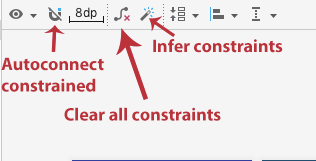 8dp
Infer constraints
Autoconnect
constrained
Clear all constraints